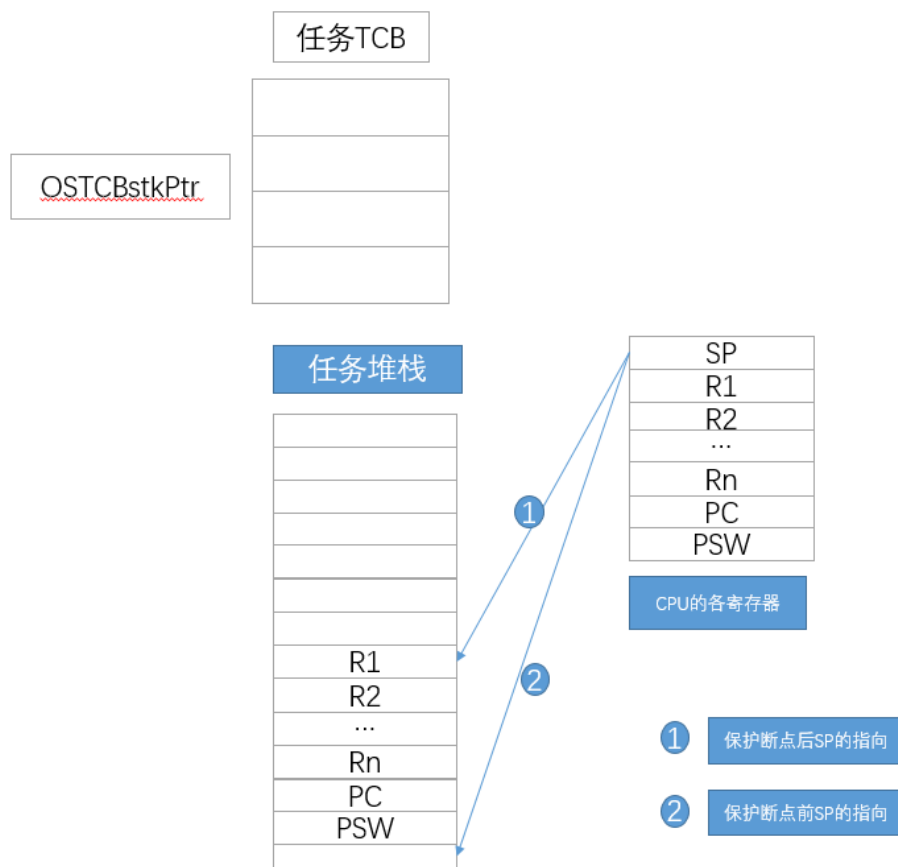 任务TCB
OSTCBstkPtr
任务堆栈
R1
R2
...
Rn
PC
PSW
SP
R1
R2
...
Rn
PC
PSW
CPU的各寄存器
1
2
1 保护断点后SP的指向
2 保护断点前SP的指向